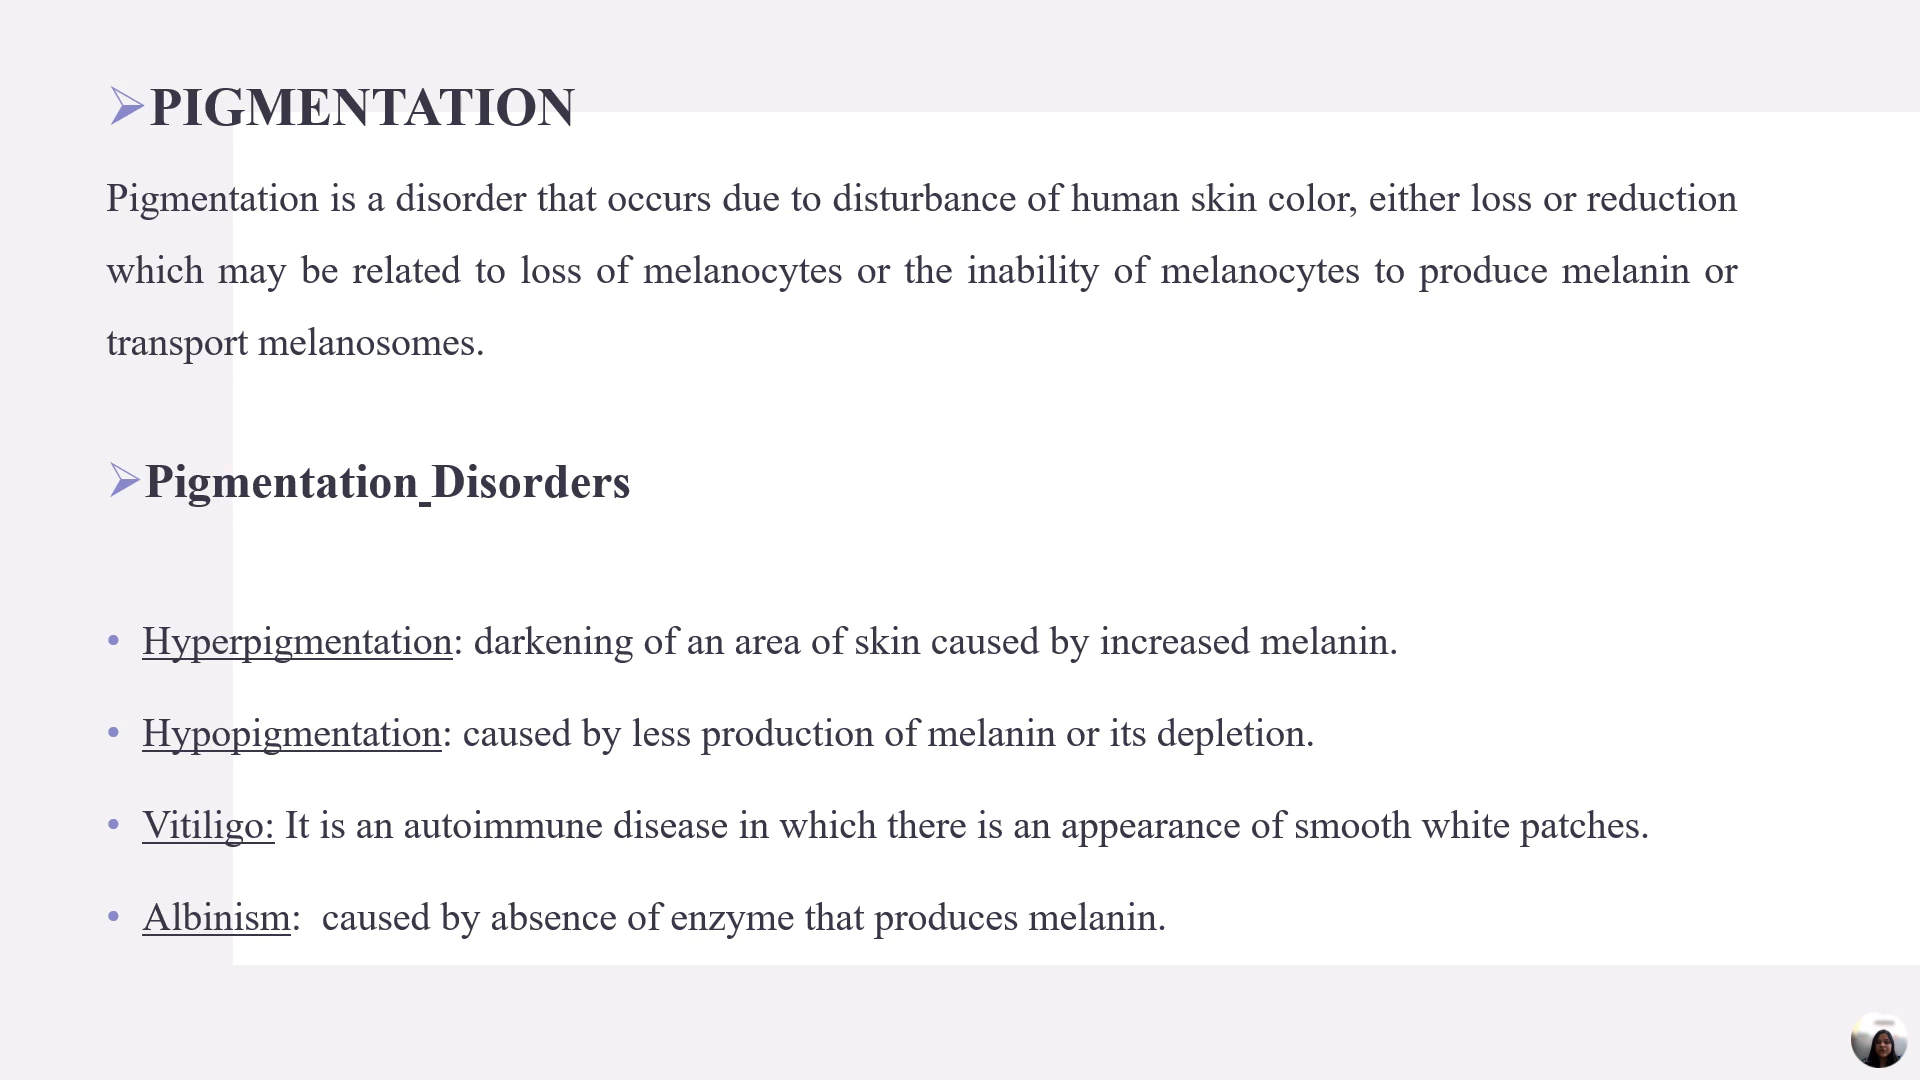 PIGMENTATION
Pigmentation is a disorder that occurs due to disturbance of human skin color, either loss or reduction
which may be related to loss of melanocytes or the inability of melanocytes to produce melanin or
transport melanosomes.
Pigmentation Disorders
• Hyperpigmentation: darkening of an area of skin caused by increased melanin.
• Hypopigmentation: caused by less production of melanin or its depletion.
• Vitiligo: It is an autoimmune disease in which there is an appearance of smooth white patches.
• Albinism:  caused by absence of enzyme that produces melanin.